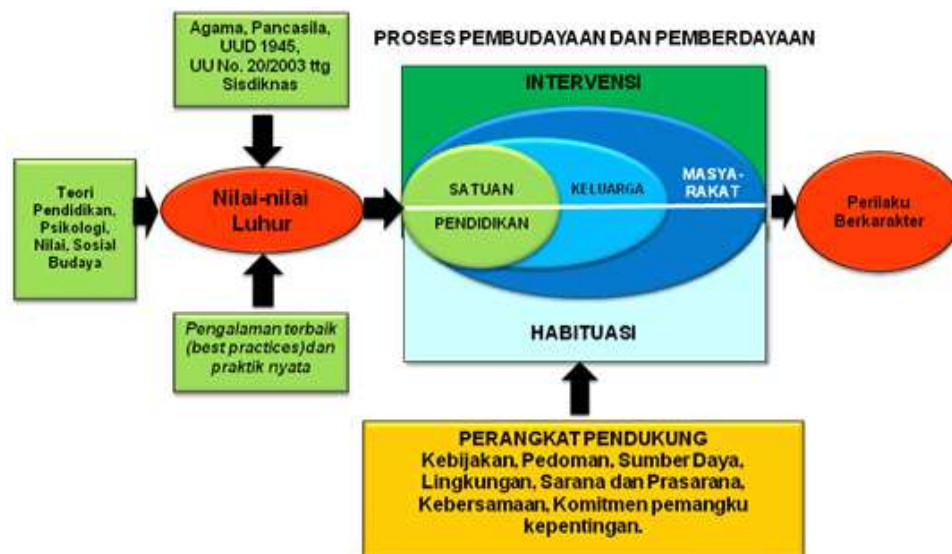 Agama, Pancasila,
UUD 1945,
UU No. 20/2003 ttg
Sisdiknas
PROSES PEMBUDAYAAN DAN PEMBERDAYAAN
INTERVENSI
Teori
Pendidikan,
Psikologi,
Nilai, Sosial
Budaya
Nilai-nilai
Luhur
SATUAN
PENDIDIKAN
KELUARGA
MASYA-
RAKAT
Perilaku
Berkarakter
Pengalaman terbaik
(best practices)dan
praktik nyata
HABITUASI
PERANGKAT PENDUKUNG
Kebijakan, Pedoman, Sumber Daya,
Lingkungan, Sarana dan Prasarana,
Kebersamaan, Komitmen pemangku
kepentingan.